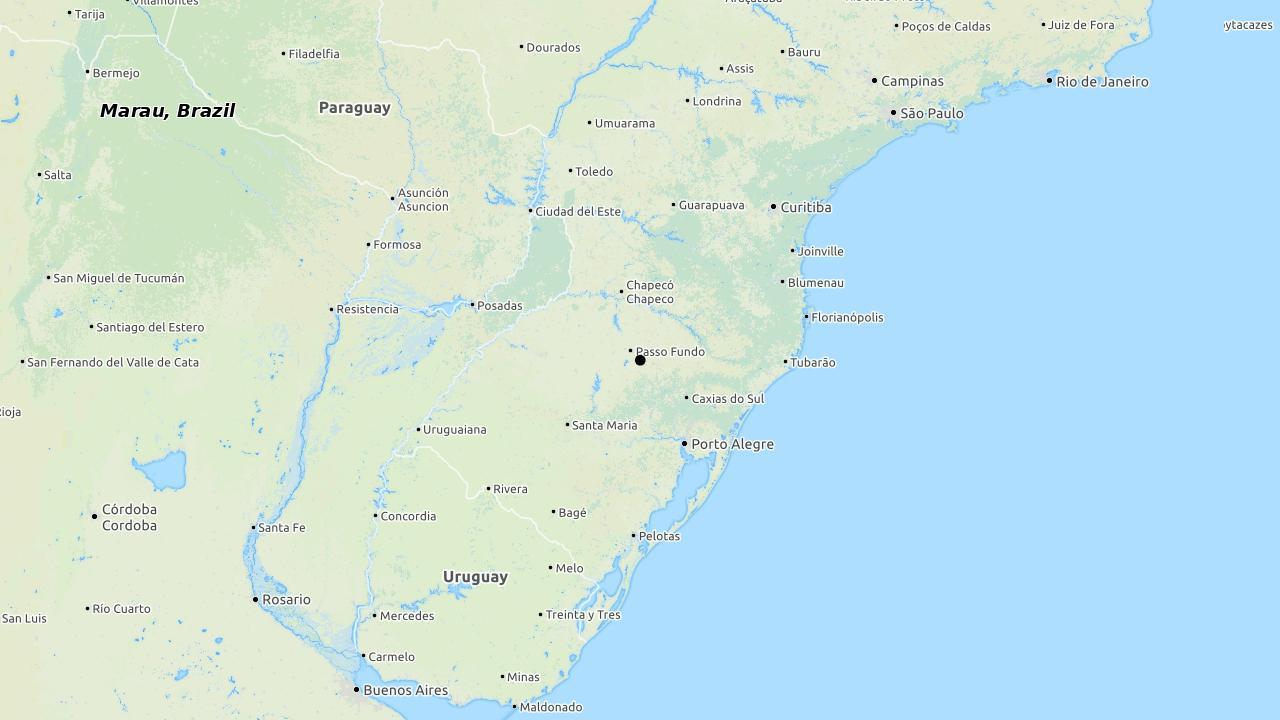 Villamontes
Araçatuba
Tarija
Poços de Caldas
Juiz de Fora
ytacazes
Dourados
Bauru
Filadelfia
Bermejo
Assis
Campinas
Rio de Janeiro
Londrina
Marau, Brazil
Paraguay
São Paulo
Umuarama
Toledo
Salta
Asunción
Asuncion
Ciudad del Este
Guarapuava
Curitiba
Formosa
Joinville
San Miguel de Tucumán
Chapecó
Chapeco
Blumenau
Resistencia
Posadas
Florianópolis
Santiago del Estero
Passo Fundo
San Fernando del Valle de Cata
Tubarão
Caxias do Sul
Rioja
Santa Maria
Uruguaiana
Porto Alegre
Rivera
Córdoba
Cordoba
Concordia
Bagé
Santa Fe
Pelotas
Melo
Uruguay
Rosario
Río Cuarto
San Luis
Mercedes
Treinta y Tres
Carmelo
Minas
Buenos Aires
Maldonado